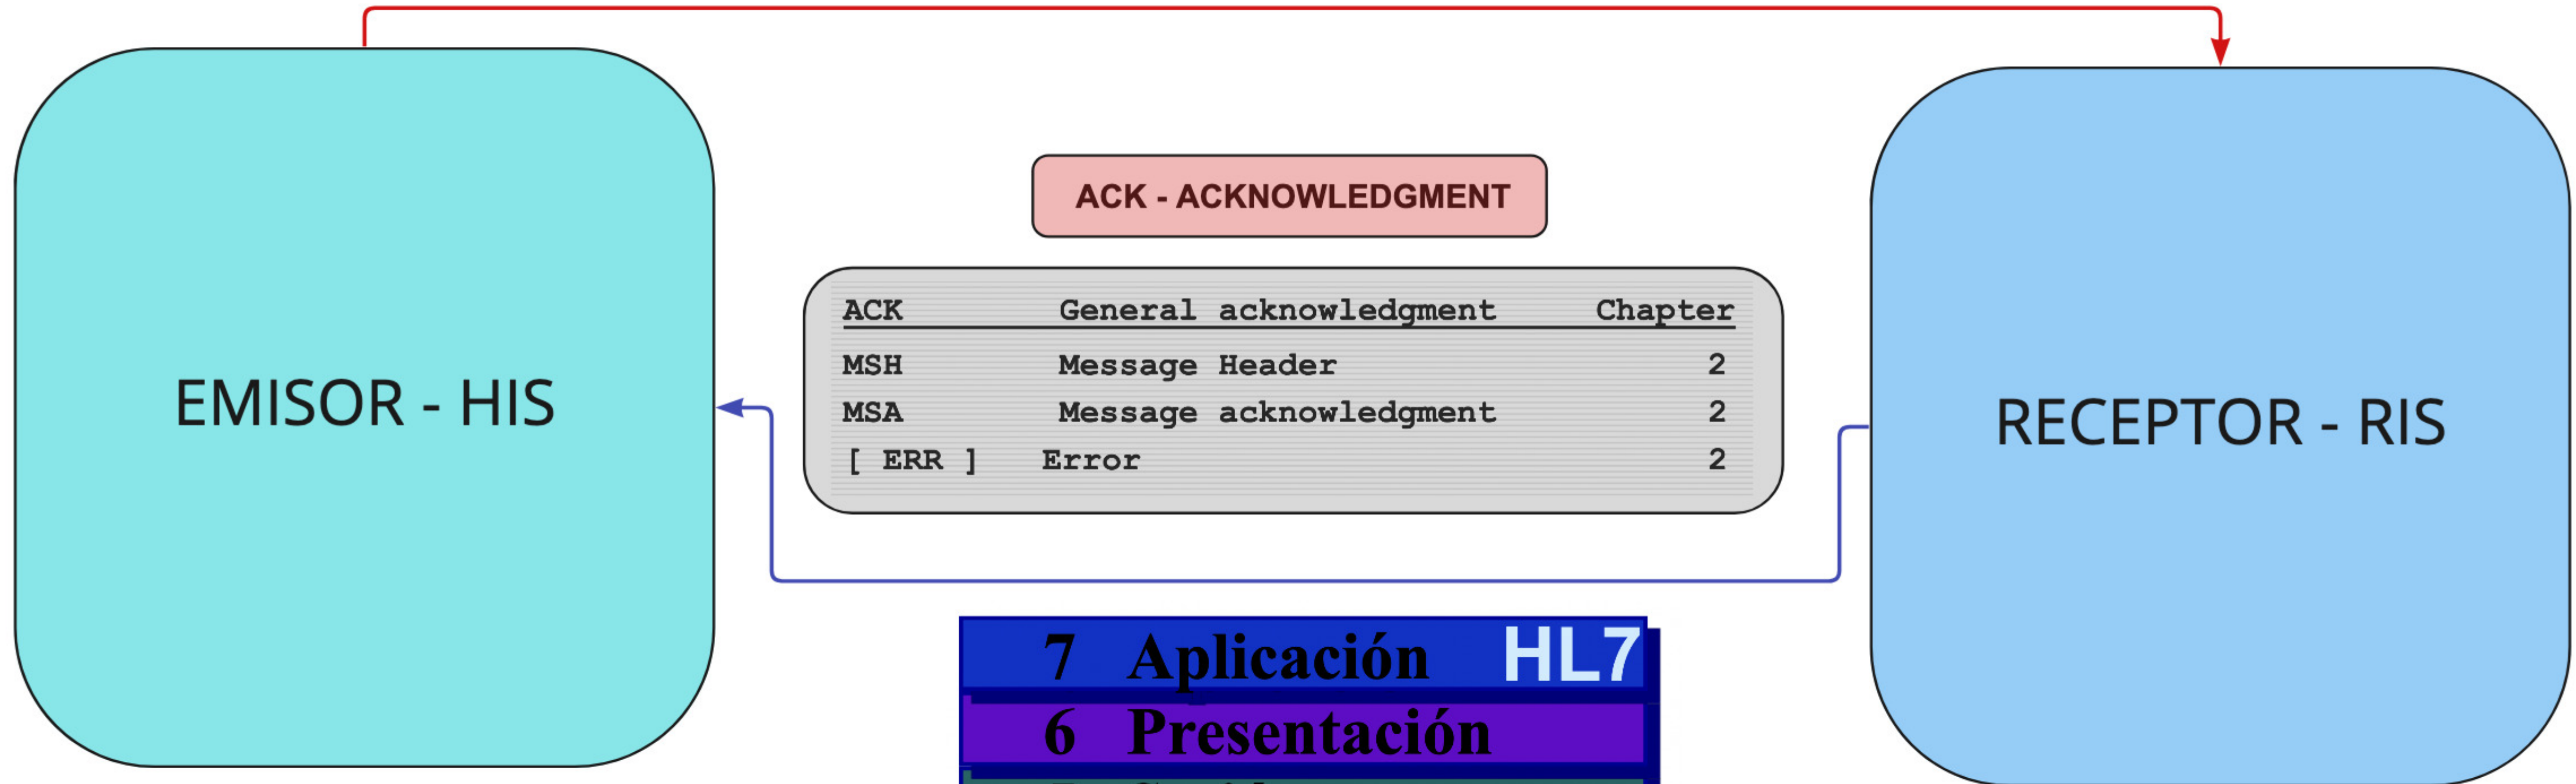 ACK - ACKNOWLEDGMENT
EMISOR - HIS
ACK General acknowledgment Chapter
MSH Message Header 2
MSA Message acknowledgment 2
[ ERR ] Error 2
RECEPTOR - RIS
7 Aplicación HL7
6 Presentación